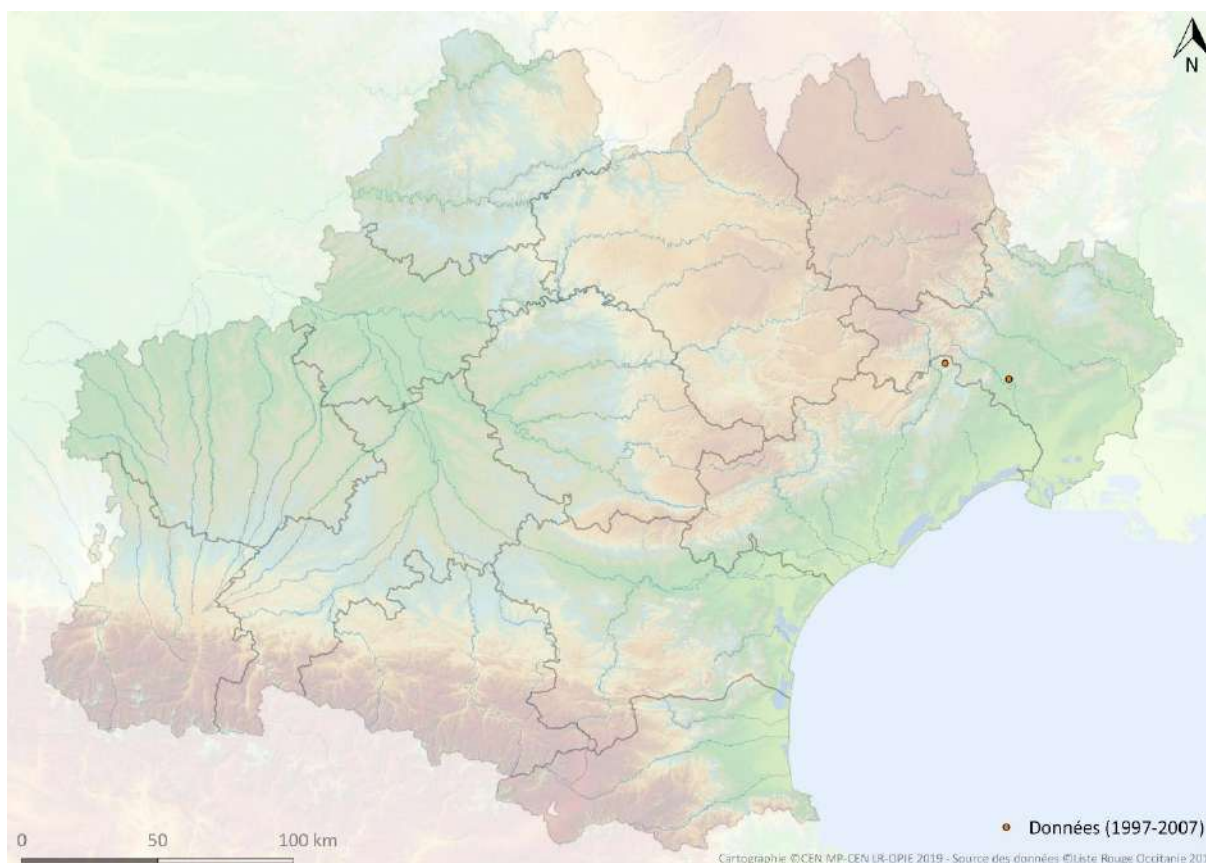 N
0 50 100 km
Données (1997-2007)
Cartographie ©CEN MP-CEN LR-OPIE 2019 - Source des données ©Liste Rouge Occitanie 201